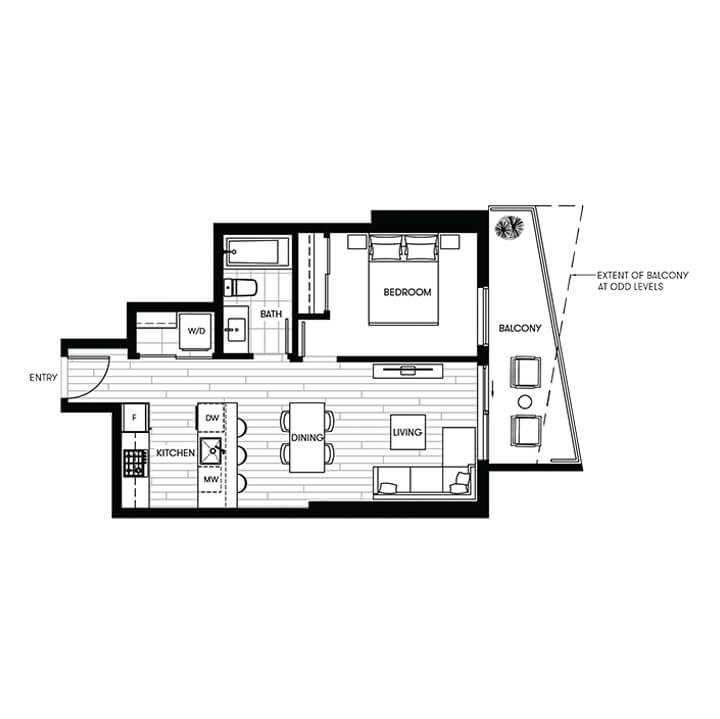 EXTENT OF BALCONY
AT ODD LEVELS
BEDROOM
BATH
W/D
BALCONY
ENTRY
F
DW
KITCHEN
DINING
LIVING
MW